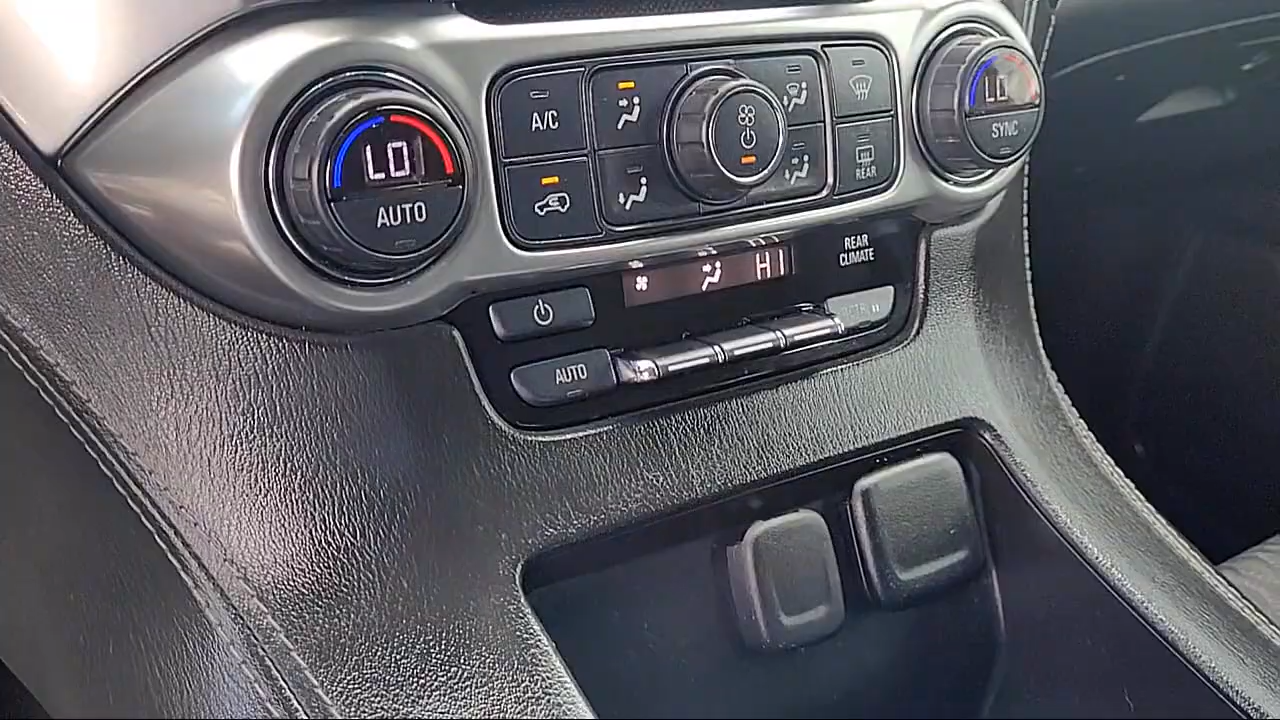 A/C
LO
AUTO
REAR
LO
SYNC
REAR
CLIMATE
HI
AUTO